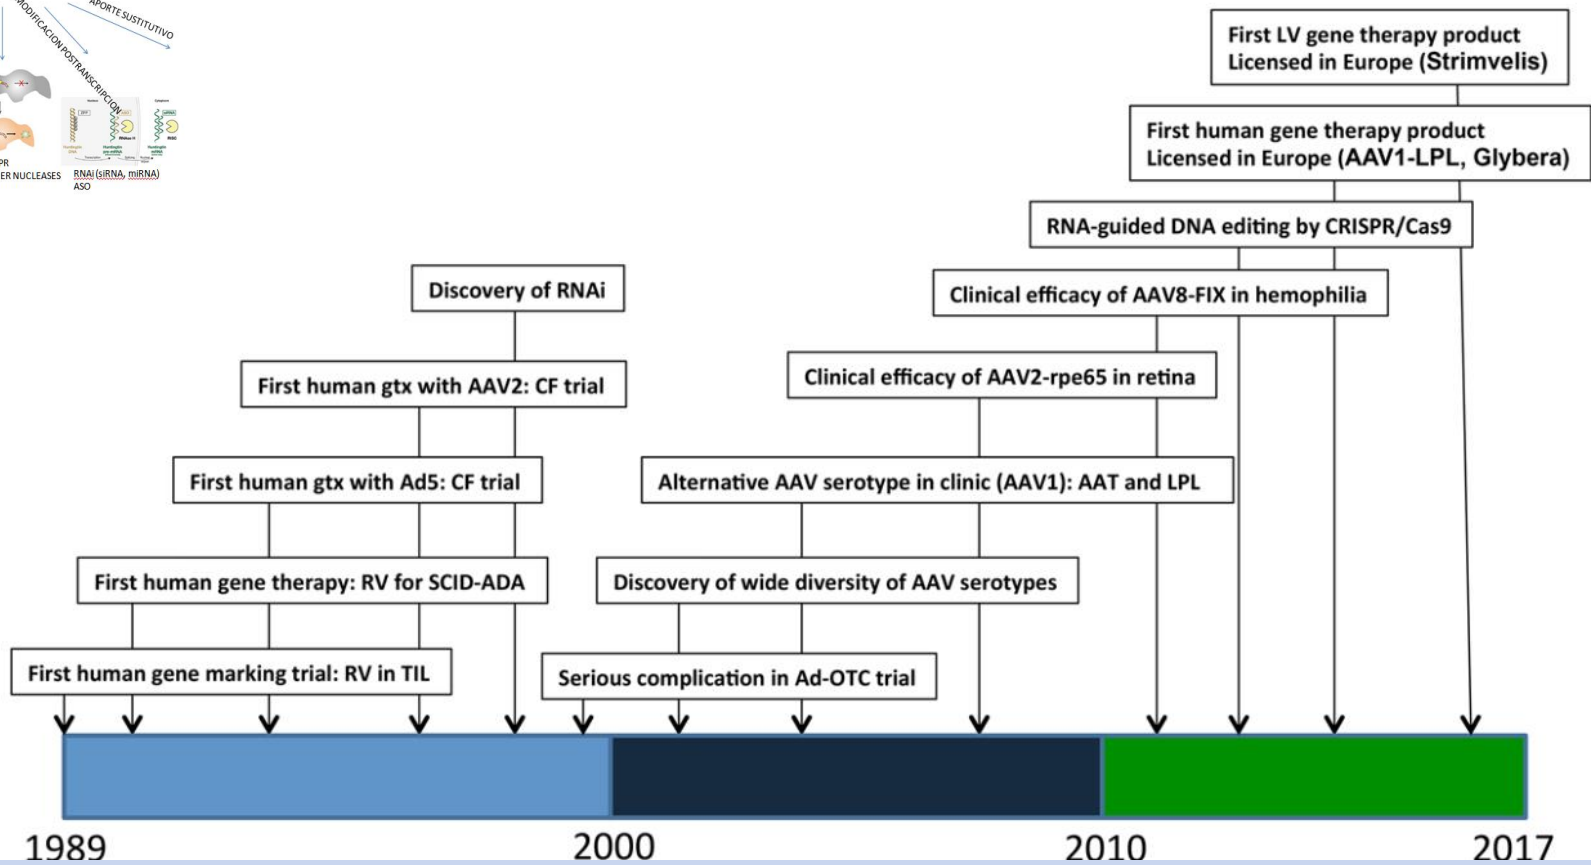 MODIFICACION POSTRANSCRIPCION
APORTE SUSTITUTIVO
PR
ER NUCLEASES
RNAi (siRNA, miRNA)
ASO
First LV gene therapy product
Licensed in Europe (Strimvelis)
First human gene therapy product
Licensed in Europe (AAV1-LPL, Glybera)
RNA-guided DNA editing by CRISPR/Cas9
Discovery of RNAi
Clinical efficacy of AAV8-FIX in hemophilia
First human gtx with AAV2: CF trial
Clinical efficacy of AAV2-rpe65 in retina
First human gtx with Ad5: CF trial
Alternative AAV serotype in clinic (AAV1): AAT and LPL
First human gene therapy: RV for SCID-ADA
Discovery of wide diversity of AAV serotypes
First human gene marking trial: RV in TIL
Serious complication in Ad-OTC trial
1989
2000
2010
2017